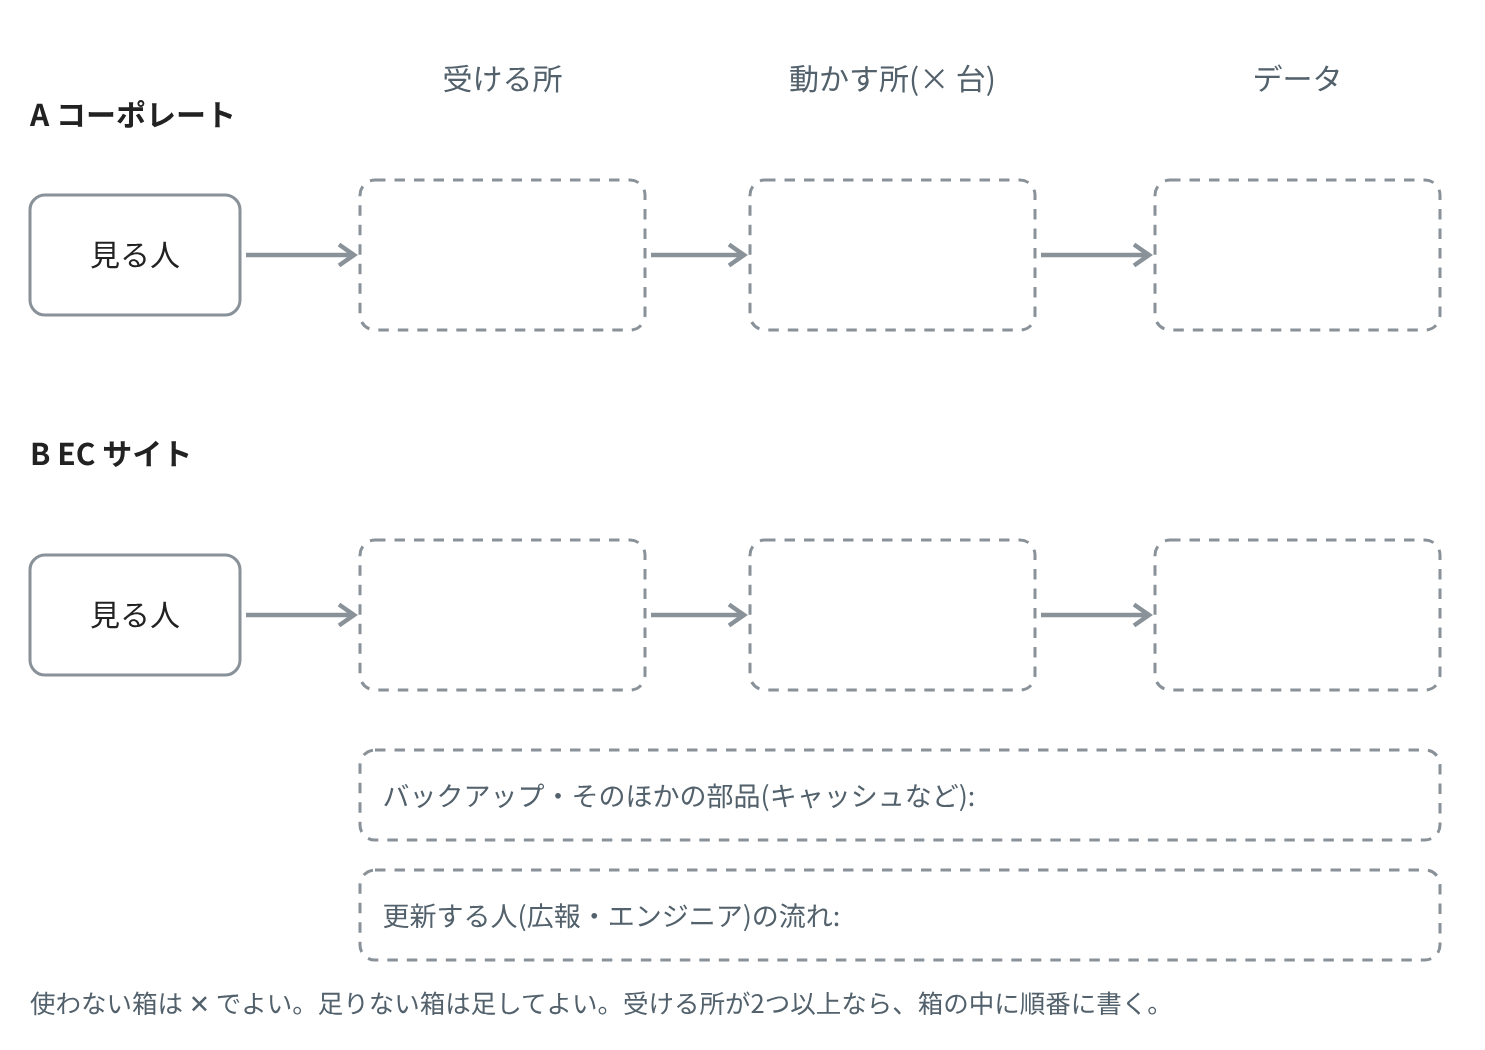 受ける所
動かす所(× 台)
データ
A コーポレート
見る人
B EC サイト
見る人
バックアップ・そのほかの部品(キャッシュなど):
更新する人(広報・エンジニア)の流れ:
使わない箱は × でよい。足りない箱は足してよい。受ける所が2つ以上なら、箱の中に順番に書く。